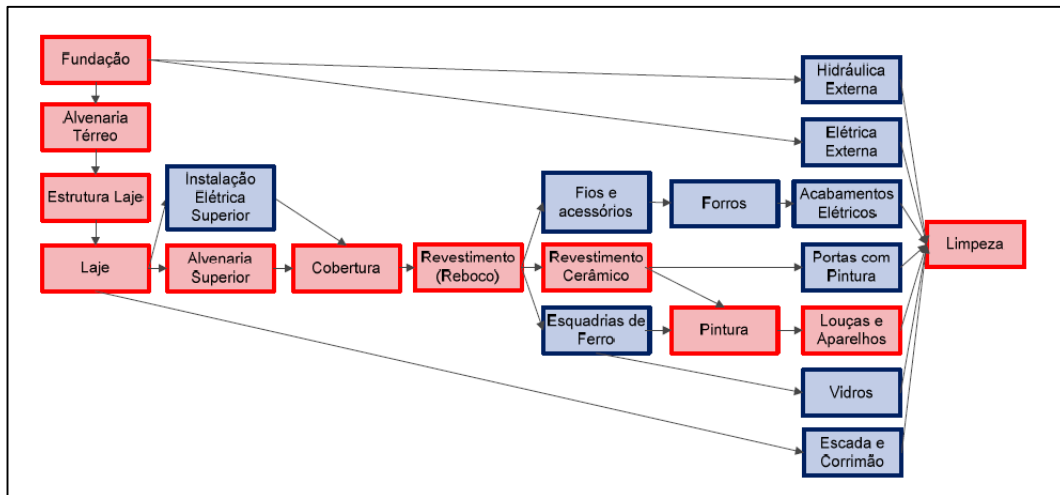 Fundação
Hidráulica
Externa
Alvenaria
Térreo
Elétrica
Externa
Estrutura Laje
Instalação
Elétrica
Superior
Fios e
acessórios
Forros
Acabamentos
Elétricos
Limpeza
Laje
Alvenaria
Superior
Cobertura
Revestimento
(Reboco)
Revestimento
Cerâmico
Portas com
Pintura
Esquadrias de
Ferro
Pintura
Louças e
Aparelhos
Vidros
Escada e
Corrimão